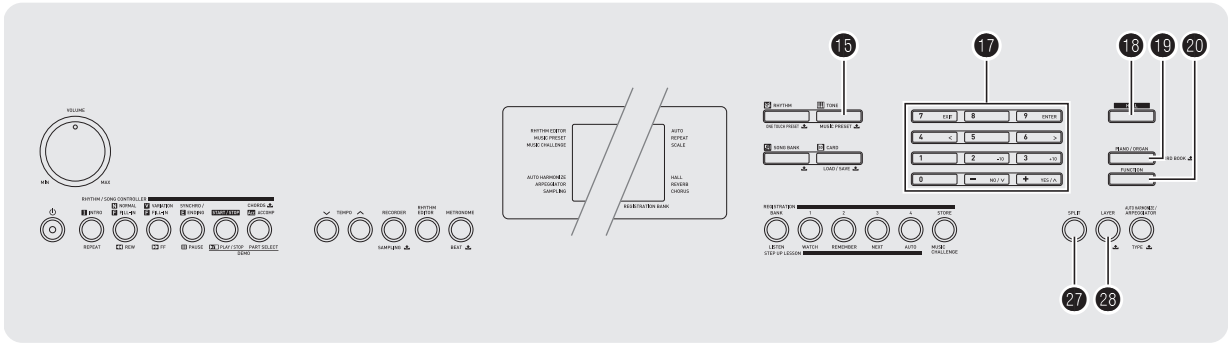 15
17
18
19
20
VOLUME
MIN
MAX
RHYTHM EDITOR
MUSIC PRESET
MUSIC CHALLENGE
AUTO
REPEAT
SCALE
AUTO HARMONIZE
ARPEGGIATOR
SAMPLING
HALL
REVERB
CHORUS
REGISTRATION BANK
RHYTHM
TONE
ONE TOUCH PRESET
MUSIC PRESET
SONG BANK
CARD
LOAD / SAVE
7 EXIT
8
9 ENTER
4 <
5
6 >
1
2 -10
3 +10
0
− NO / ∨
+ YES / ∧
PIANO / ORGAN
RD BOOK
FUNCTION
RHYTHM / SONG CONTROLLER
N NORMAL
V VARIATION
SYNCHRO /
CHORDS
I INTRO
F FILL-IN
F FILL-IN
E ENDING
START / STOP
ACCOMP
REPEAT
REW
FF
PAUSE
PLAY / STOP
PART SELECT
DEMO
TEMPO
RECORDER
RHYTHM
EDITOR
METRONOME
SAMPLING
BEAT
REGISTRATION
BANK
1
2
3
4
STORE
LISTEN
WATCH
REMEMBER
NEXT
AUTO
MUSIC
CHALLENGE
STEP UP LESSON
SPLIT
LAYER
AUTO HARMONIZE/
ARPEGGIATOR
TYPE
27
28